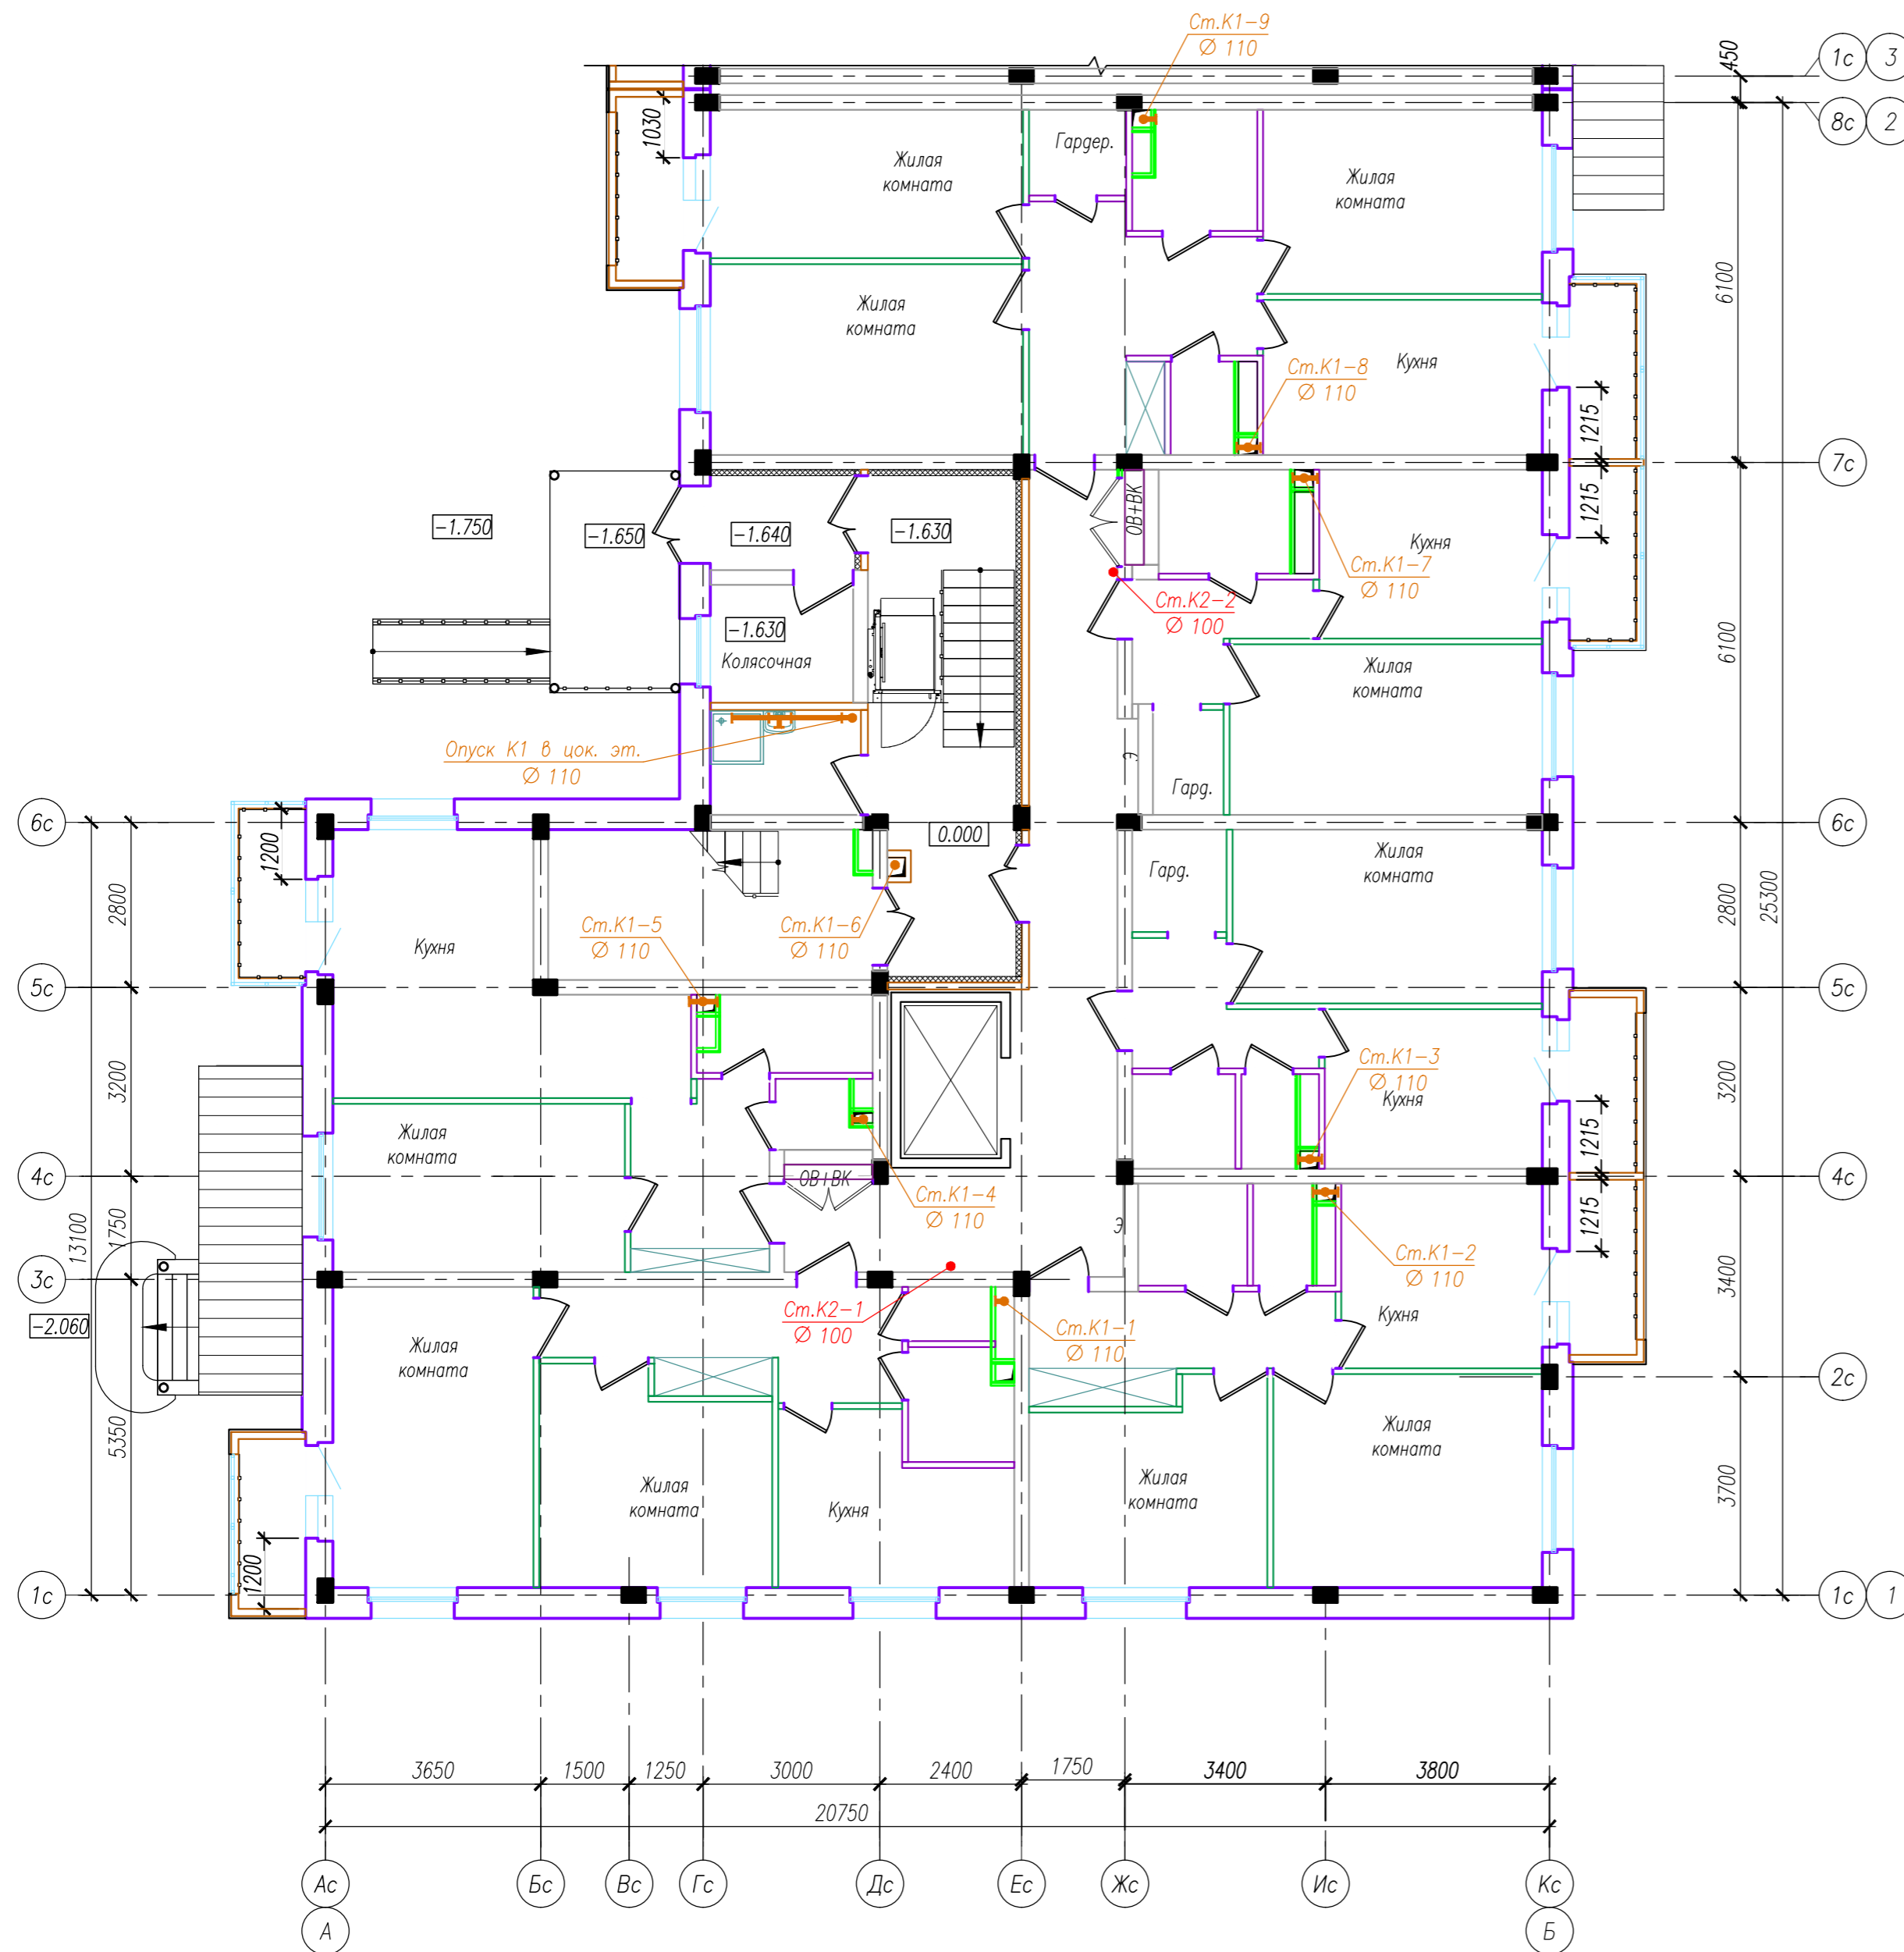 Ст.К1-9
Ø 110
450
1с
3
8с
2
1030
Гардер.
Жилая
комната
Жилая
комната
6100
Жилая
комната
Ст.К1-8
Ø 110
Кухня
1215
7с
1215
-1.750
-1.650
-1.640
-1.630
ОВ+ВК
Кухня
Ст.К1-7
Ø 110
Ст.К2-2
Ø 100
-1.630
Колясочная
Жилая
комната
6100
Опуск К1 в цок. эт.
Ø 110
Э
Гард.
6с
1200
0.000
6с
2800
Кухня
Ст.К1-5
Ø 110
Ст.К1-6
Ø 110
Гард.
Жилая
комната
2800
25300
5с
5с
3200
Ст.К1-3
Ø 110
Кухня
3200
Жилая
комната
1215
4с
ОВ+ВК
Ст.К1-4
Ø 110
4с
13100
1750
Э
1215
Ст.К1-2
Ø 110
3400
3с
-2.060
Жилая
комната
Ст.К2-1
Ø 100
Ст.К1-1
Ø 110
Кухня
2с
5350
Жилая
комната
Жилая
комната
Кухня
Жилая
комната
3700
1200
1с
1с
1
3650
1500
1250
3000
2400
1750
3400
3800
20750
Ас
Бс
Вс
Гс
Дс
Ес
Жс
Ис
Кс
А
Б